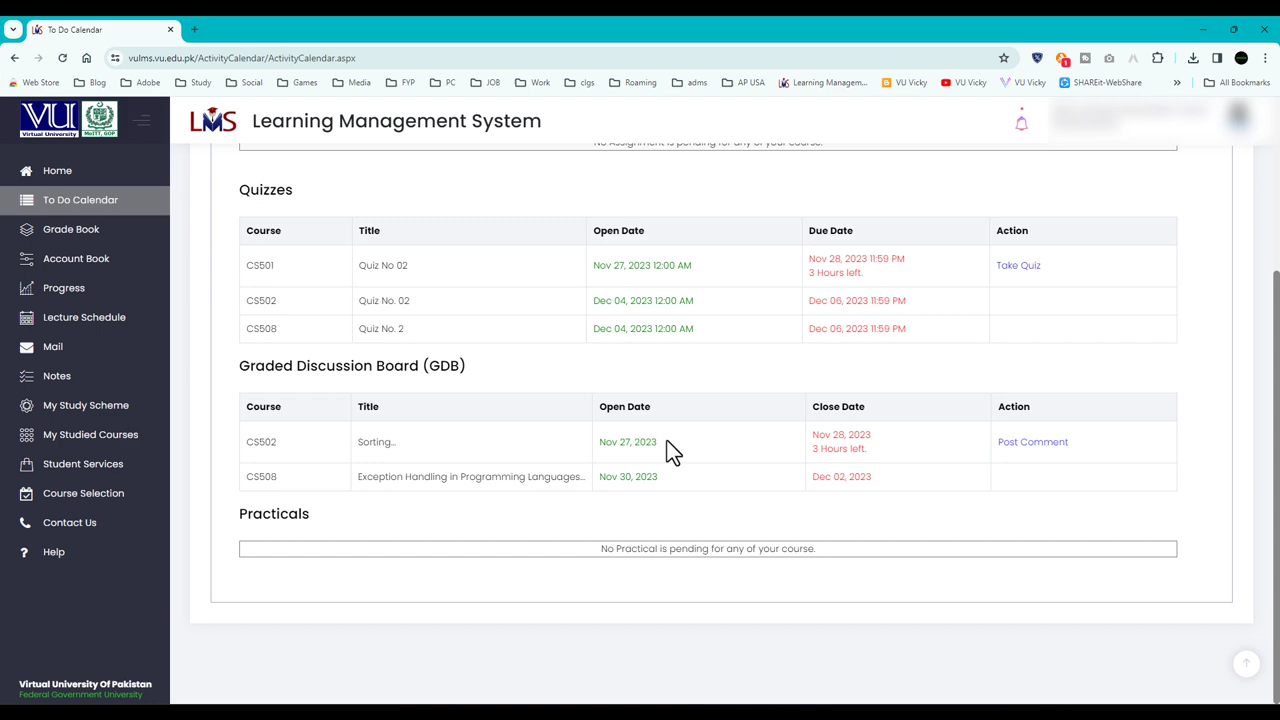 To Do Calendar
vulms.vu.edu.pk/ActivityCalendar/ActivityCalendar.aspx
1
Web Store Blog Adobe Study Social Games Media FYP PC JOB Work clgs Roaming adms AP USA Learning Managem... VU Vicky VU Vicky VU Vicky SHAREit-WebShare » All Bookmarks
VU
Virtual University MoITT, GOP
LMS Learning Management System
Home
To Do Calendar
Grade Book
Account Book
Progress
Lecture Schedule
Mail
Notes
My Study Scheme
My Studied Courses
Student Services
Course Selection
Contact Us
Help
Virtual University Of Pakistan
Federal Government University
No Assignment is pending for any of your course.
Quizzes
Course Title Open Date Due Date Action
CS501 Quiz No 02 Nov 27, 2023 12:00 AM Nov 28, 2023 11:59 PM Take Quiz
3 Hours left.
CS502 Quiz No. 02 Dec 04, 2023 12:00 AM Dec 06, 2023 11:59 PM
CS508 Quiz No. 2 Dec 04, 2023 12:00 AM Dec 06, 2023 11:59 PM
Graded Discussion Board (GDB)
Course Title Open Date Close Date Action
CS502 Sorting... Nov 27, 2023 Nov 28, 2023 Post Comment
3 Hours left.
CS508 Exception Handling in Programming Languages... Nov 30, 2023 Dec 02, 2023
Practicals
No Practical is pending for any of your course.